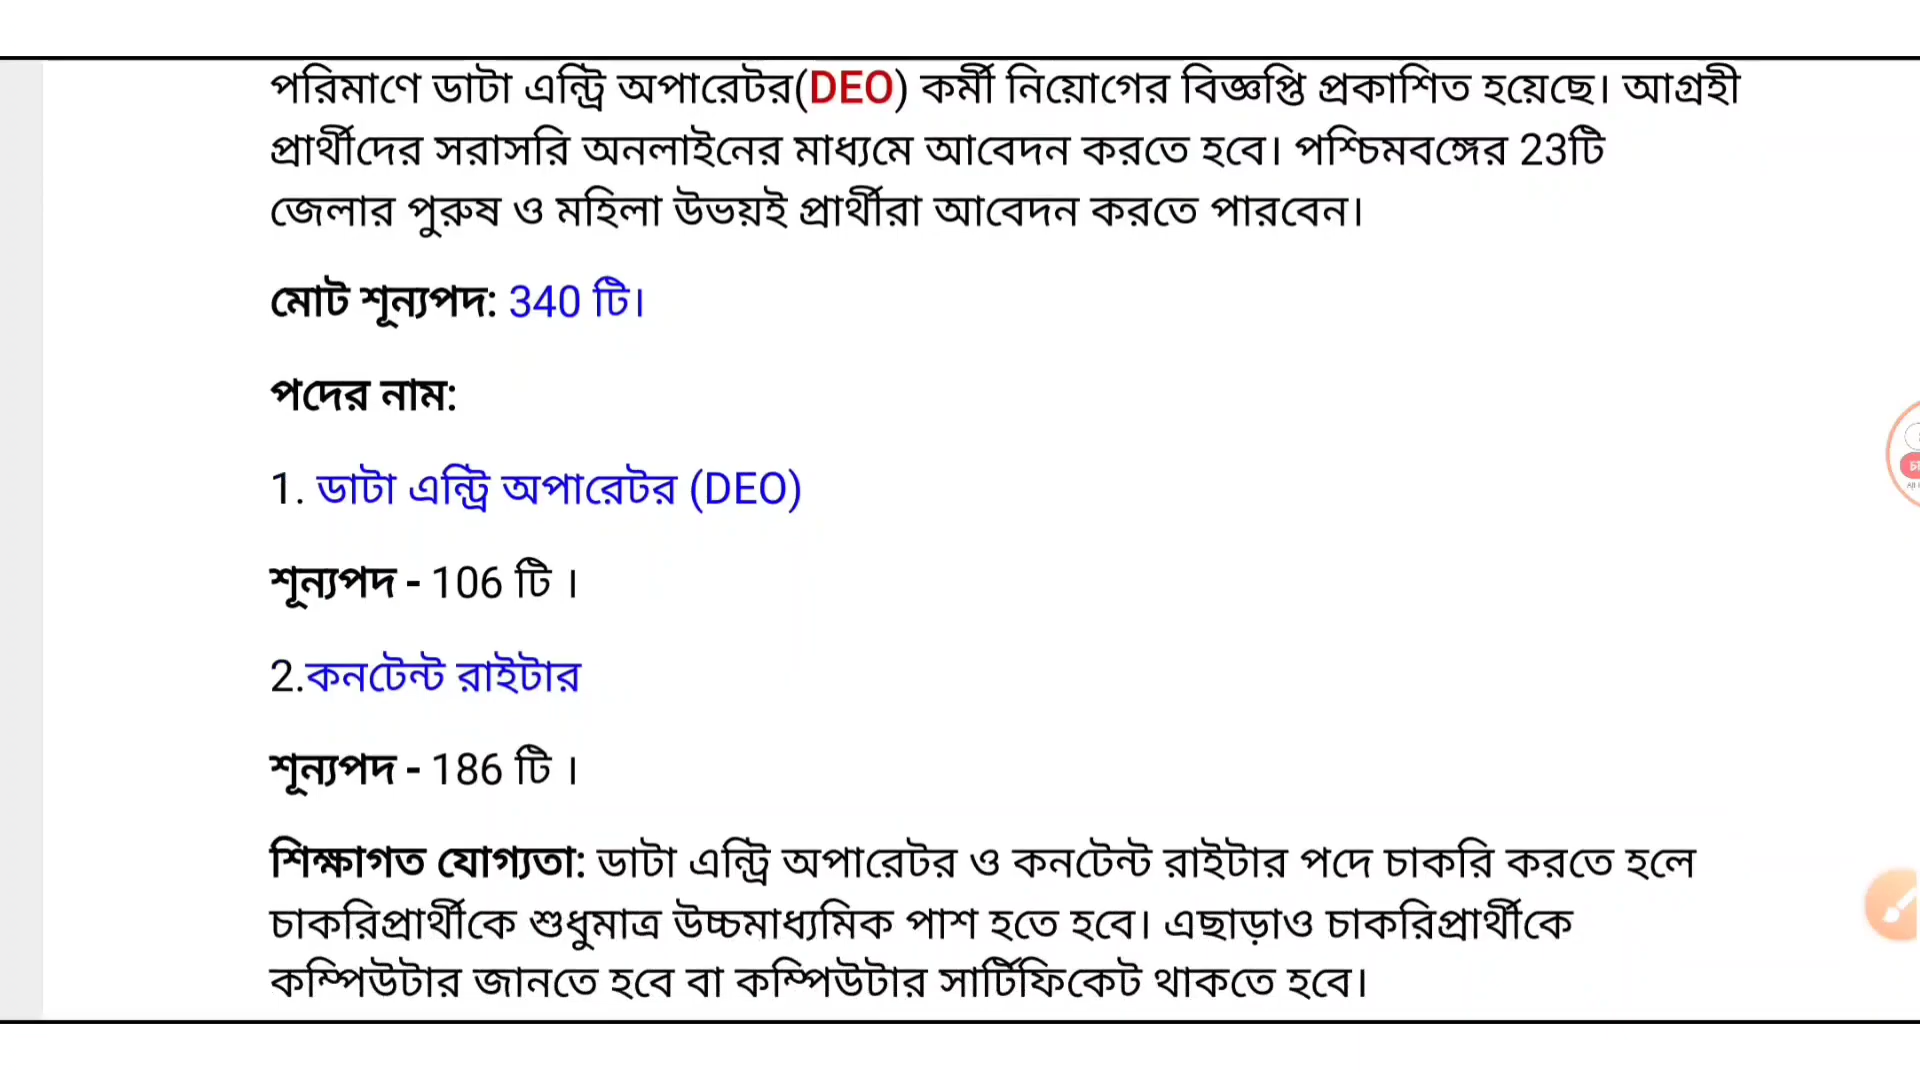 পরিমাণে ডাটা এন্ট্রি অপারেটর(DEO) কর্মী নিয়োগের বিজ্ঞপ্তি প্রকাশিত হয়েছে। আগ্রহী
প্রার্থীদের সরাসরি অনলাইনের মাধ্যমে আবেদন করতে হবে। পশ্চিমবঙ্গের 23টি
জেলার পুরুষ ও মহিলা উভয়ই প্রার্থীরা আবেদন করতে পারবেন।
মোট শূন্যপদ: 340 টি।
পদের নাম:
1. ডাটা এন্ট্রি অপারেটর (DEO)
শূন্যপদ - 106 টি ।
2.কনটেন্ট রাইটার
শূন্যপদ - 186 টি ।
শিক্ষাগত যোগ্যতা: ডাটা এন্ট্রি অপারেটর ও কনটেন্ট রাইটার পদে চাকরি করতে হলে
চাকরিপ্রার্থীকে শুধুমাত্র উচ্চমাধ্যমিক পাশ হতে হবে। এছাড়াও চাকরিপ্রার্থীকে
কম্পিউটার জানতে হবে বা কম্পিউটার সার্টিফিকেট থাকতে হবে।